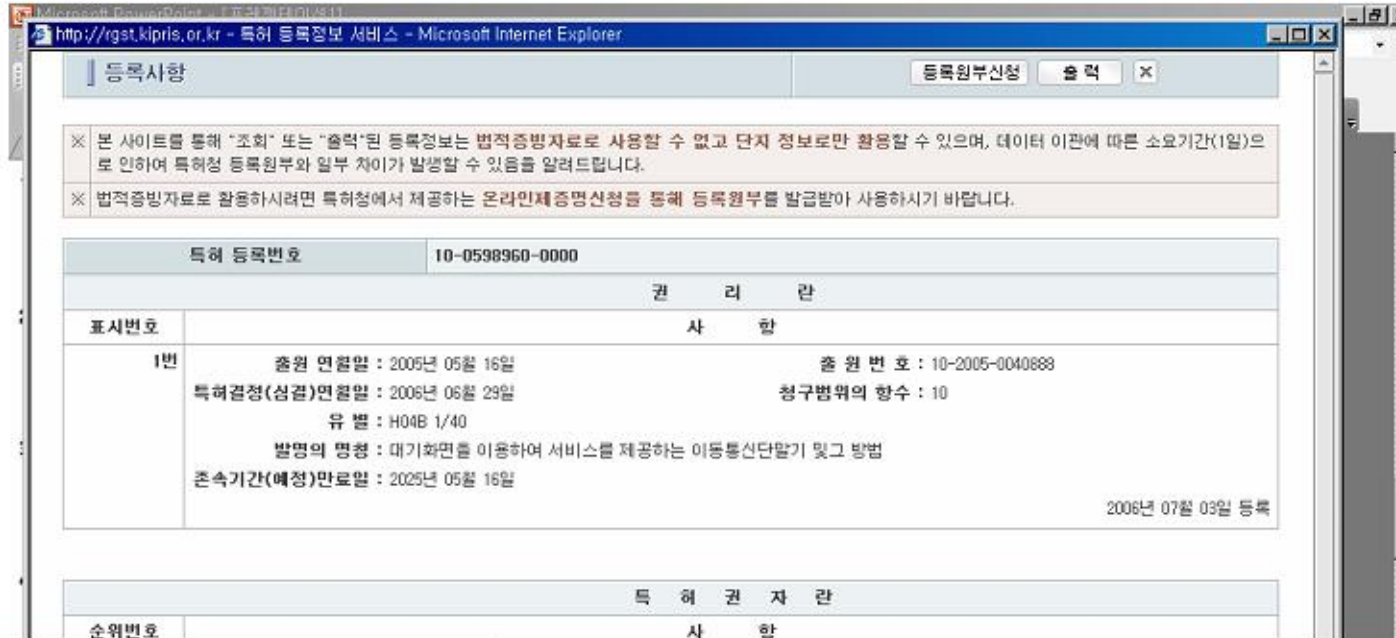 Microsoft PowerPoint - [프레젠테이션1]
http://rgst.kipris.or.kr - 특허 등록정보 서비스 - Microsoft Internet Explorer
등록사항
등록원부신청 출 력
※ 본 사이트를 통해 "조회" 또는 "출력"된 등록정보는 법적증빙자료로 사용할 수 없고 단지 정보로만 활용할 수 있으며, 데이터 이관에 따른 소요기간(1일)으
로 인하여 특허청 등록원부와 일부 차이가 발생할 수 있음을 알려드립니다.
※ 법적증빙자료로 활용하시려면 특허청에서 제공하는 온라인제증명신청을 통해 등록원부를 발급받아 사용하시기 바랍니다.
특허 등록번호 10-0598960-0000
권 리 란
표시번호 사 항
1번 출원 연월일 : 2005년 05월 16일 출 원 번 호 : 10-2005-0040888
특허결정(심결)연월일 : 2006년 06월 29일 청구범위의 항수 : 10
유 별 : H04B 1/40
발명의 명칭 : 대기화면을 이용하여 서비스를 제공하는 이동통신단말기 및그 방법
존속기간(예정)만료일 : 2025년 05월 16일
2006년 07월 03일 등록
특 허 권 자 란
순위번호 사 항